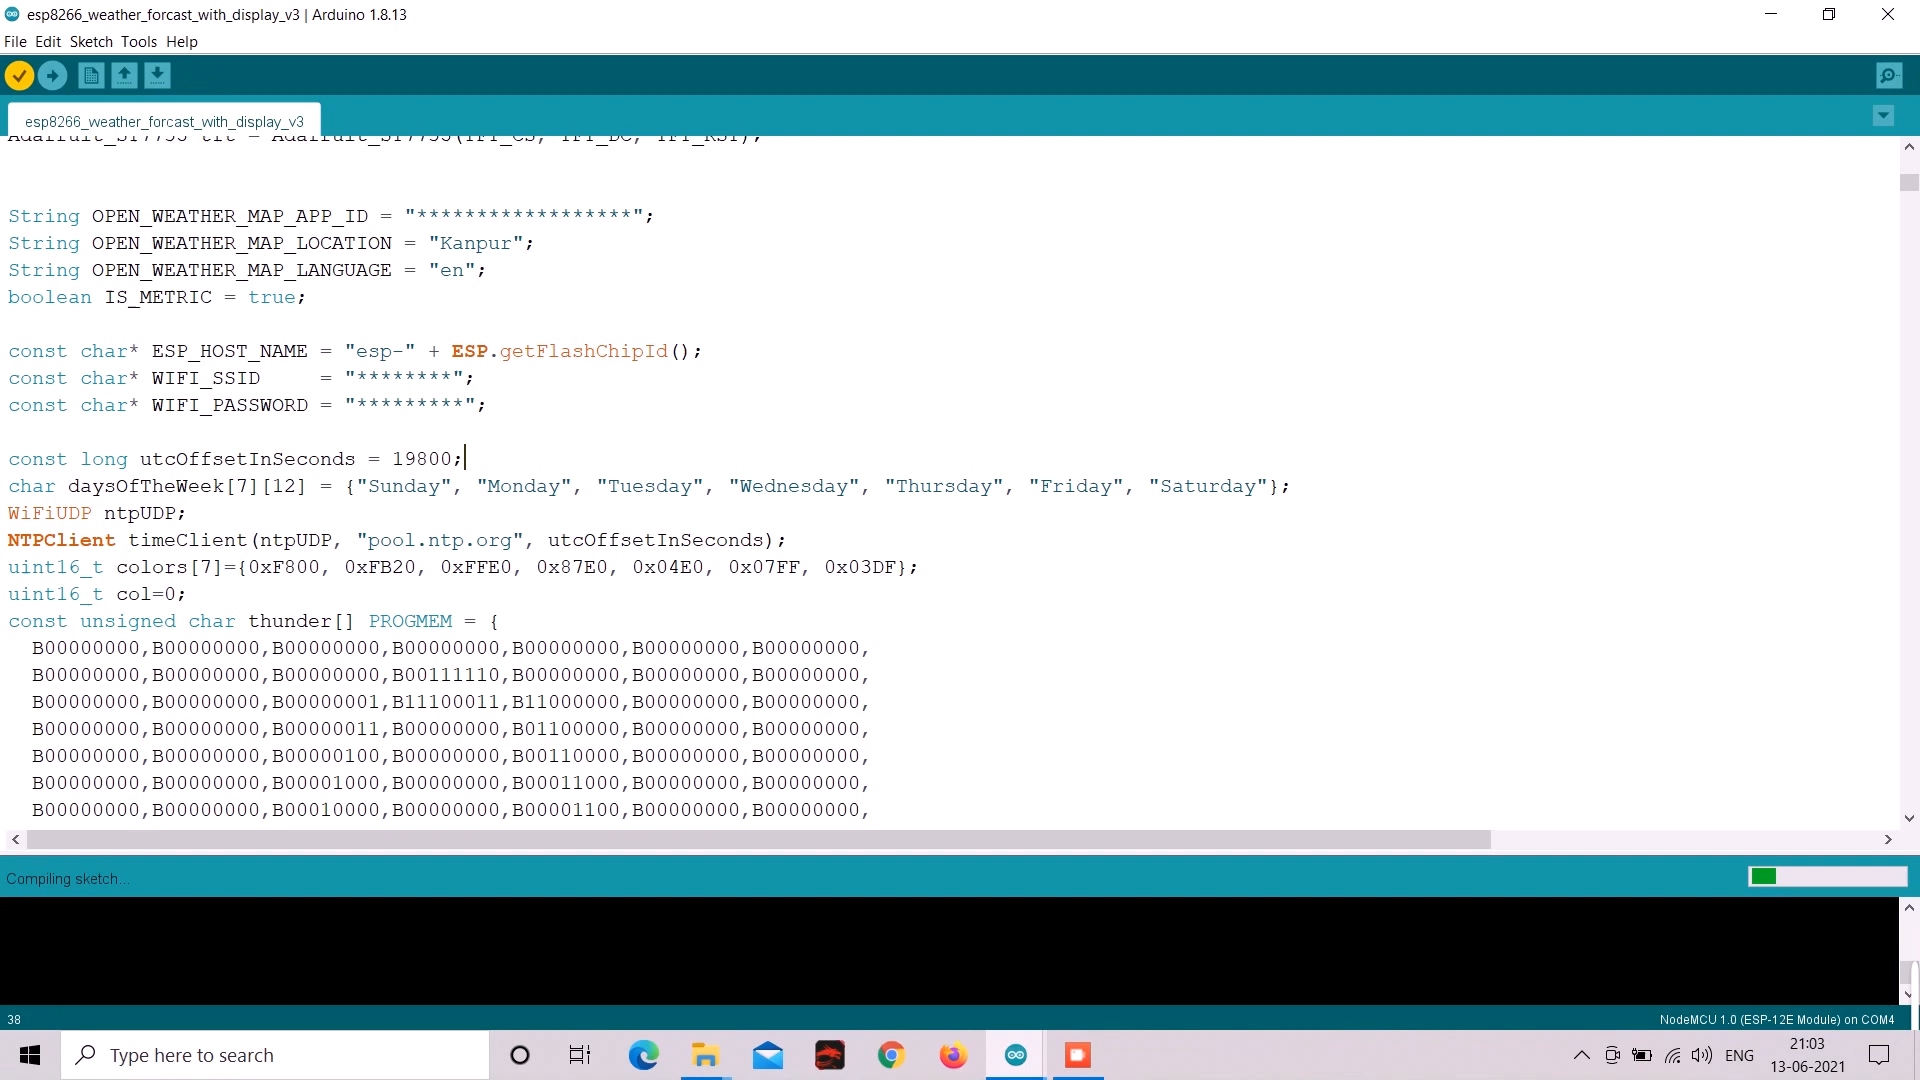 esp8266_weather_forcast_with_display_v3 | Arduino 1.8.13
File Edit Sketch Tools Help
esp8266_weather_forcast_with_display_v3
String OPEN_WEATHER_MAP_APP_ID = "******************";
String OPEN_WEATHER_MAP_LOCATION = "Kanpur";
String OPEN_WEATHER_MAP_LANGUAGE = "en";
boolean IS_METRIC = true;
const char* ESP_HOST_NAME = "esp-" + ESP.getFlashChipId();
const char* WIFI_SSID     = "********";
const char* WIFI_PASSWORD = "*********";
const long utcOffsetInSeconds = 19800;
char daysOfTheWeek[7][12] = {"Sunday", "Monday", "Tuesday", "Wednesday", "Thursday", "Friday", "Saturday"};
WiFiUDP ntpUDP;
NTPClient timeClient(ntpUDP, "pool.ntp.org", utcOffsetInSeconds);
uint16_t colors[7]={0xF800, 0xFB20, 0xFFE0, 0x87E0, 0x04E0, 0x07FF, 0x03DF};
uint16_t col=0;
const unsigned char thunder[] PROGMEM = {
B00000000,B00000000,B00000000,B00000000,B00000000,B00000000,B00000000,
B00000000,B00000000,B00000000,B00111110,B00000000,B00000000,B00000000,
B00000000,B00000000,B00000001,B11100011,B11000000,B00000000,B00000000,
B00000000,B00000000,B00000011,B00000000,B01100000,B00000000,B00000000,
B00000000,B00000000,B00000100,B00000000,B00110000,B00000000,B00000000,
B00000000,B00000000,B00001000,B00000000,B00011000,B00000000,B00000000,
B00000000,B00000000,B00010000,B00000000,B00001100,B00000000,B00000000,
Compiling sketch...
38
NodeMCU 1.0 (ESP-12E Module) on COM4
Type here to search
ENG
21:03
13-06-2021